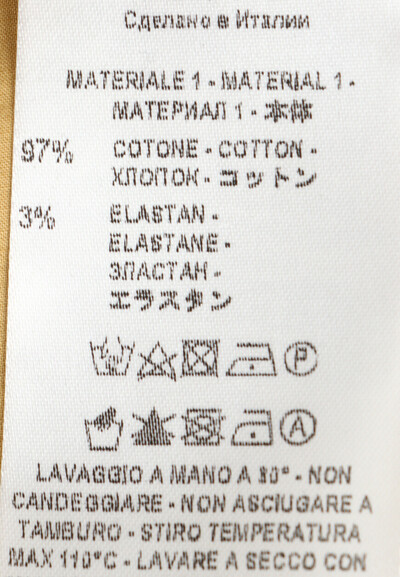 Сделано в Италии
MATERIALE 1 - MATERIAL 1 -
МАТЕРИАЛ 1 - 本体
97% COTONE - COTTON -
ХЛОПОК - コットン
3% ELASTAN -
ELASTANE -
ЭЛАСТАН -
エラスタン
P
A
LAVAGGIO A MANO A 30° - NON
CANDEGGIARE - NON ASCIUGARE A
TAMBURO - STIRO TEMPERATURA
MAX 110°C - LAVARE A SECCO CON